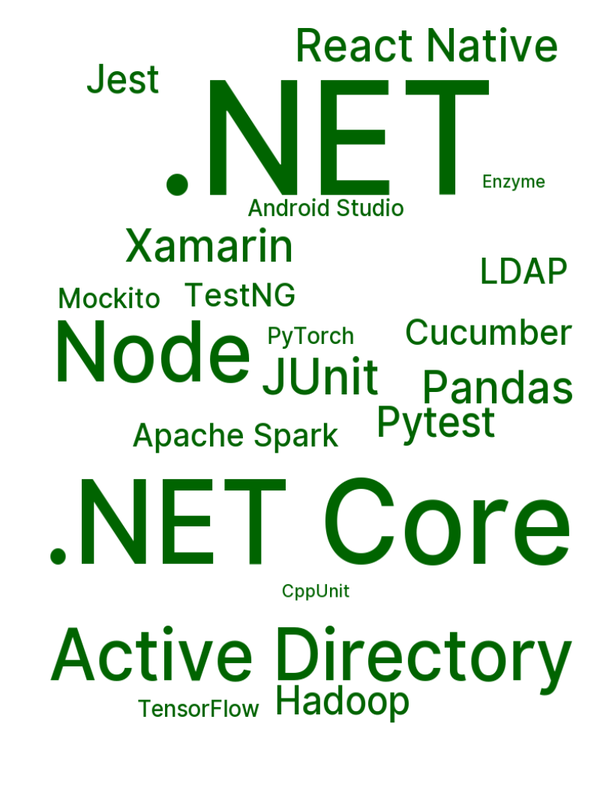 React Native
Jest
.NET
Enzyme
Android Studio
Xamarin
LDAP
Mockito
TestNG
Node
PyTorch
Cucumber
JUnit
Pandas
Pytest
Apache Spark
.NET Core
CppUnit
Active Directory
TensorFlow
Hadoop